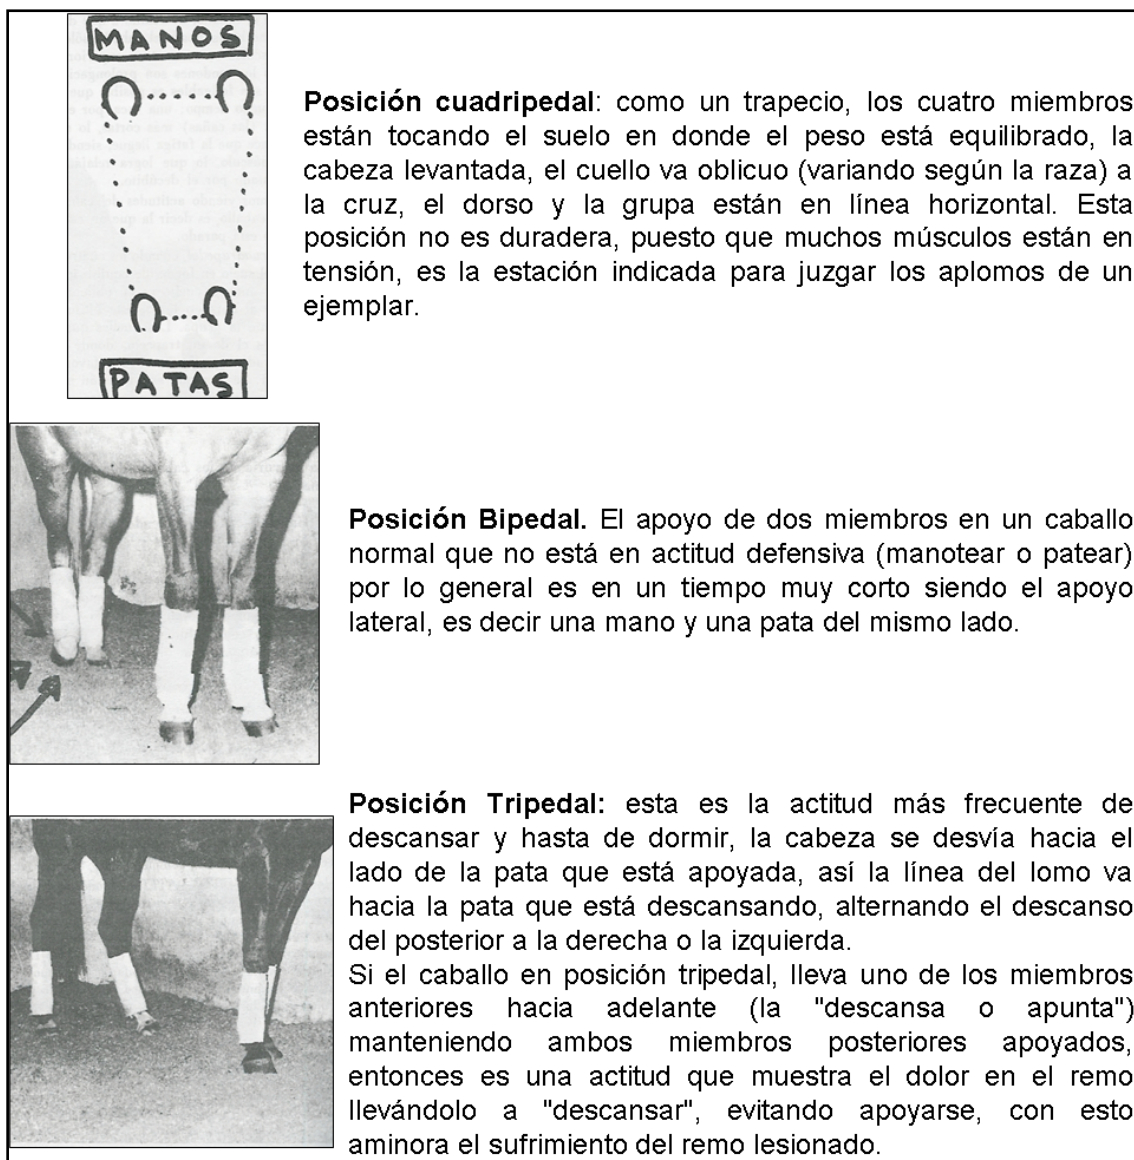 MANOS
PATAS
Posición cuadripedal: como un trapecio, los cuatro miembros
están tocando el suelo en donde el peso está equilibrado, la
cabeza levantada, el cuello va oblicuo (variando según la raza) a
la cruz, el dorso y la grupa están en línea horizontal. Esta
posición no es duradera, puesto que muchos músculos están en
tensión, es la estación indicada para juzgar los aplomos de un
ejemplar.
Posición Bipedal. El apoyo de dos miembros en un caballo
normal que no está en actitud defensiva (manotear o patear)
por lo general es en un tiempo muy corto siendo el apoyo
lateral, es decir una mano y una pata del mismo lado.
Posición Tripedal: esta es la actitud más frecuente de
descansar y hasta de dormir, la cabeza se desvía hacia el
lado de la pata que está apoyada, así la línea del lomo va
hacia la pata que está descansando, alternando el descanso
del posterior a la derecha o la izquierda.
Si el caballo en posición tripedal, lleva uno de los miembros
anteriores hacia adelante (la "descansa o apunta")
manteniendo ambos miembros posteriores apoyados,
entonces es una actitud que muestra el dolor en el remo
llevándolo a "descansar", evitando apoyarse, con esto
aminora el sufrimiento del remo lesionado.